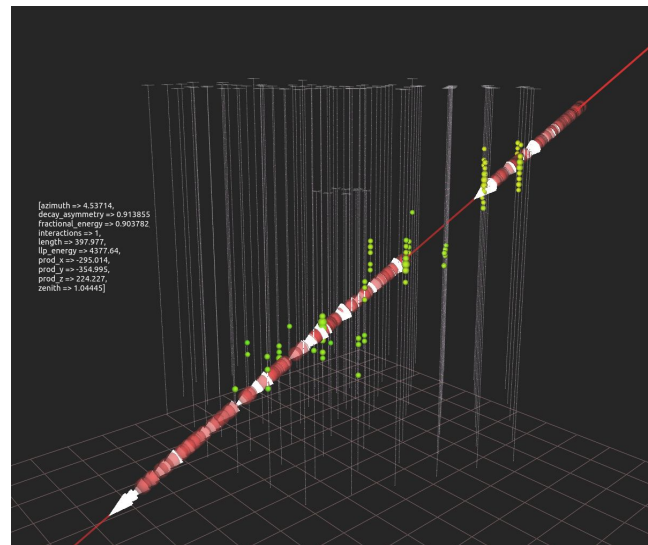 [azimuth => 4.53714,
decay_asymmetry => 0.913855
fractional_energy => 0.903782
interactions => 1,
length => 397.977,
llp_energy => 4377.64,
prod_x => -295.014,
prod_y => -354.995,
prod_z => 224.227,
zenith => 1.04445]